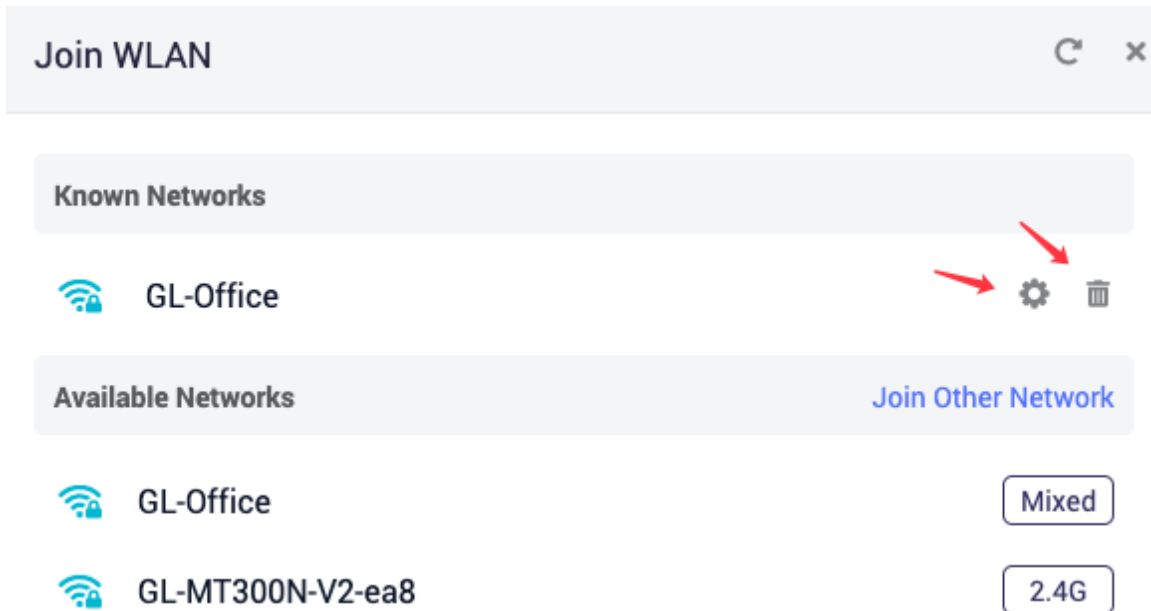 Join WLAN
Known Networks
GL-Office
Available Networks Join Other Network
GL-Office Mixed
GL-MT300N-V2-ea8 2.4G